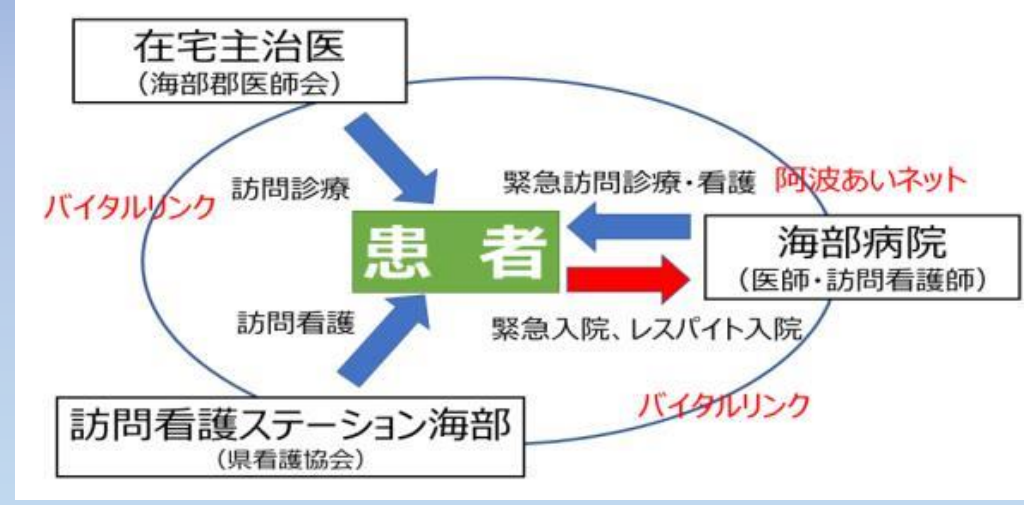 在宅主治医
（海部郡医師会）
訪問診療
緊急訪問診療・看護
阿波あいネット
バイタルリンク
患 者
海部病院
（医師・訪問看護師）
訪問看護
緊急入院、レスパイト入院
バイタルリンク
訪問看護ステーション海部
（県看護協会）